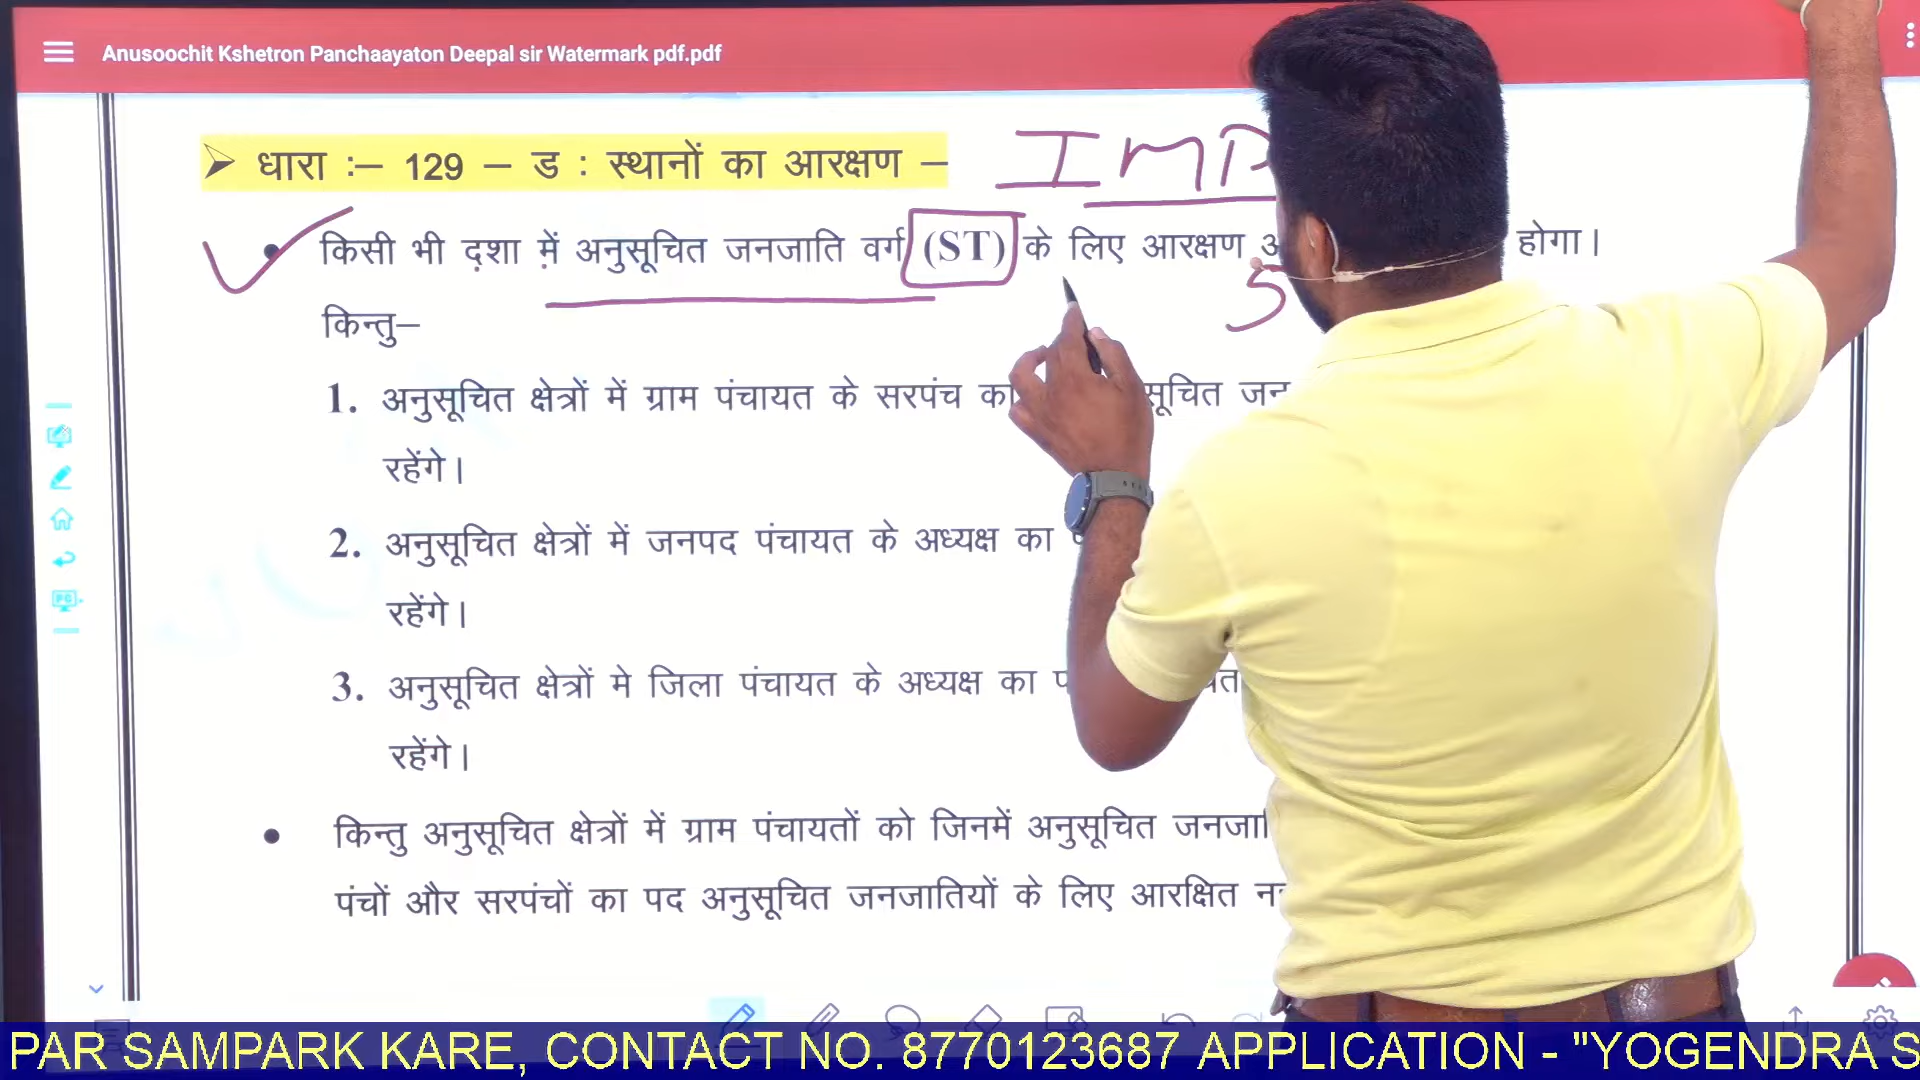 Anusoochit Kshetron Panchaayaton Deepal sir Watermark pdf.pdf
धारा :– 129 – ड : स्थानों का आरक्षण –
IMP
किसी भी द़शा में़ अनुसूचित जनजाति वर्ग (ST) के लिए आरक्षण होगा।
5
किन्तु–
1. अनुसूचित क्षेत्रों में ग्राम पंचायत के सरपंच का
रहेंगे।
2. अनुसूचित क्षेत्रों में जनपद पंचायत के अध्यक्ष का
रहेंगे।
3. अनुसूचित क्षेत्रों मे जिला पंचायत के अध्यक्ष का
रहेंगे।
• किन्तु अनुसूचित क्षेत्रों में ग्राम पंचायतों को जिनमें अनुसूचित
पंचों और सरपंचों का पद अनुसूचित जनजातियों के लिए आरक्षित
PAR SAMPARK KARE, CONTACT NO. 8770123687 APPLICATION - "YOGENDRA S